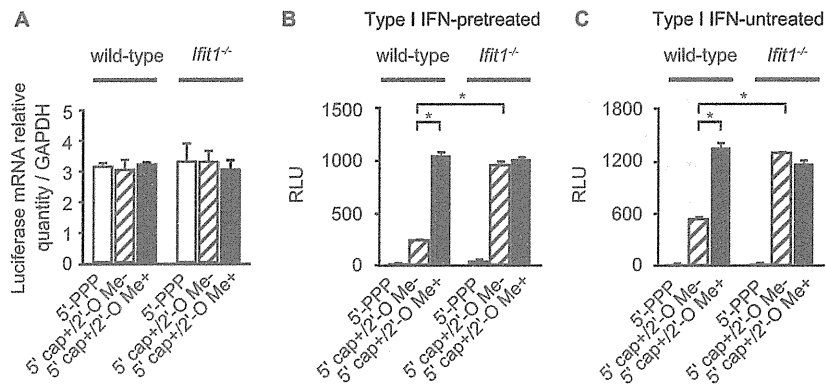 A
wild-type
Ifit1-/-
Luciferase mRNA relative
quantity / GAPDH
5
4
3
2
1
0
5'-PPP
5' cap+/2'-O Me-
5' cap+/2'-O Me+
5'-PPP
5' cap+/2'-O Me-
5' cap+/2'-O Me+
B
Type I IFN-pretreated
wild-type
Ifit1-/-
*
*
RLU
1500
1000
500
0
5'-PPP
5' cap+/2'-O Me-
5' cap+/2'-O Me+
5'-PPP
5' cap+/2'-O Me-
5' cap+/2'-O Me+
C
Type I IFN-untreated
wild-type
Ifit1-/-
*
*
RLU
1800
1200
600
0
5'-PPP
5' cap+/2'-O Me-
5' cap+/2'-O Me+
5'-PPP
5' cap+/2'-O Me-
5' cap+/2'-O Me+